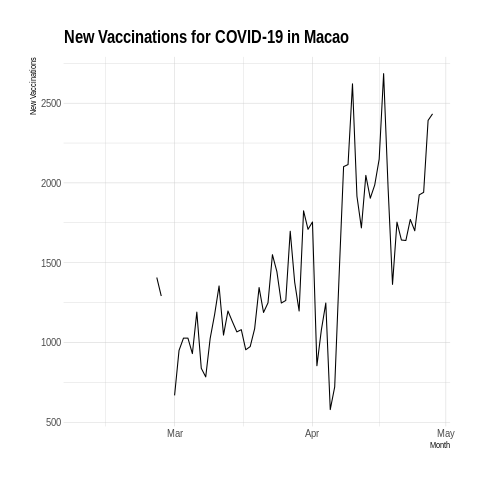 New Vaccinations for COVID-19 in Macao
New Vaccinations
2500
2000
1500
1000
500
Mar
Apr
May
Month